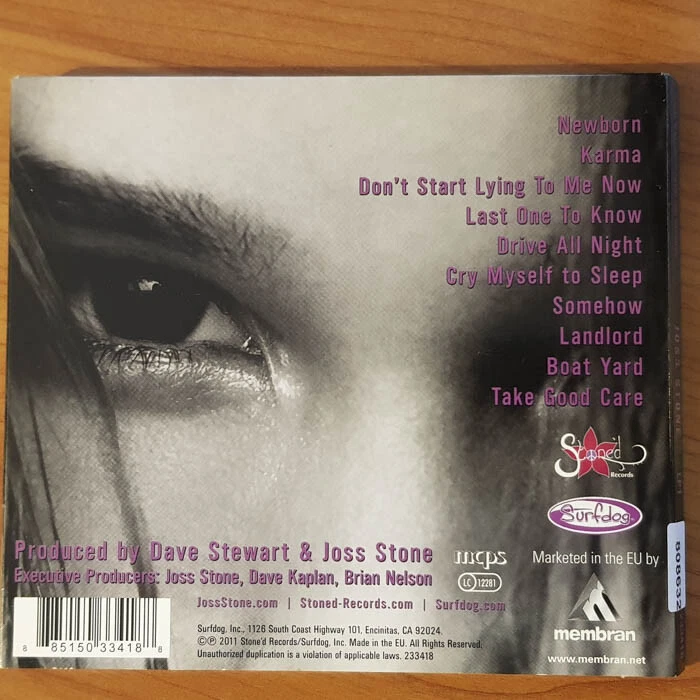 Newborn
Karma
Don't Start Lying To Me Now
Last One To Know
Drive All Night
Cry Myself to Sleep
Somehow
Landlord
Boat Yard
Take Good Care
Stone'd
Records
Surfdog
Produced by Dave Stewart & Joss Stone
Executive Producers: Joss Stone, Dave Kaplan, Brian Nelson
mcps
LC 12281
Marketed in the EU by
membran
www.membran.net
JossStone.com | Stoned-Records.com | Surfdog.com
Surfdog, Inc., 1126 South Coast Highway 101, Encinitas, CA 92024.
©℗ 2011 Stone'd Records/Surfdog, Inc. Made in the EU. All Rights Reserved.
Unauthorized duplication is a violation of applicable laws. 233418
8 85150 33418 8
JOSS STONE
808632